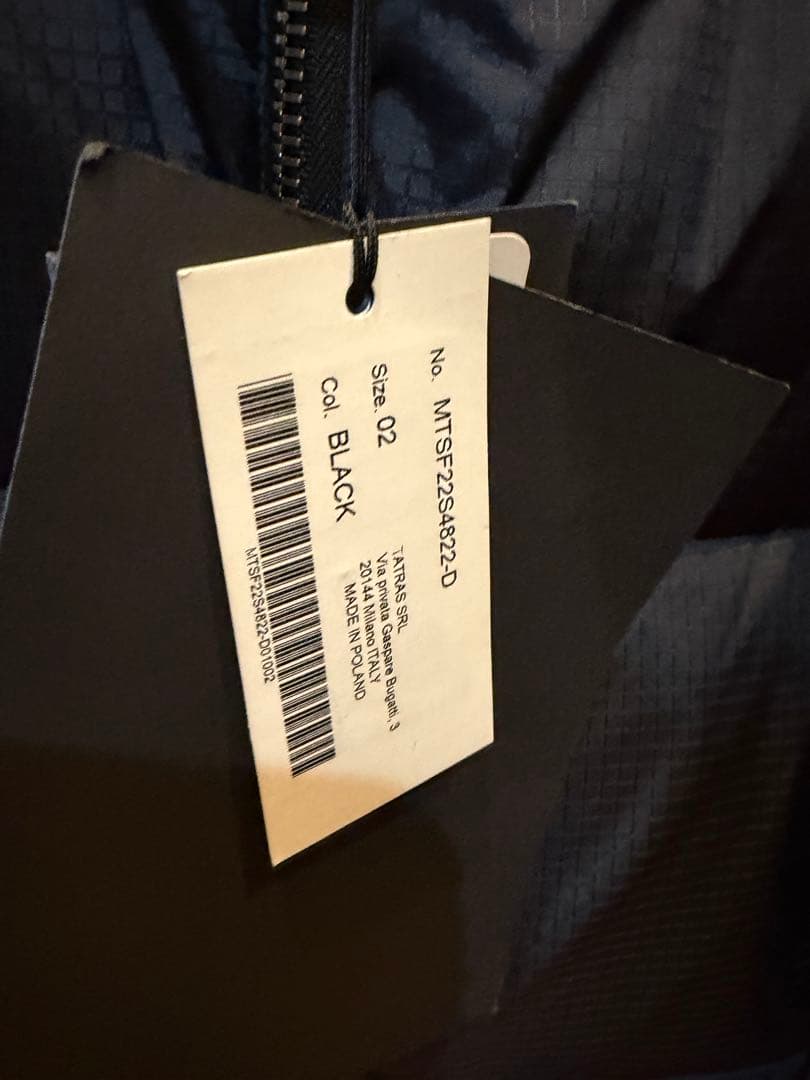 No. MTSF22S4822-D
Size. 02
Col. BLACK
TATRAS SRL
Via privata Gaspare Bugatti, 3
20144 Milano ITALY
MADE IN POLAND
MTSF22S4822-D01002